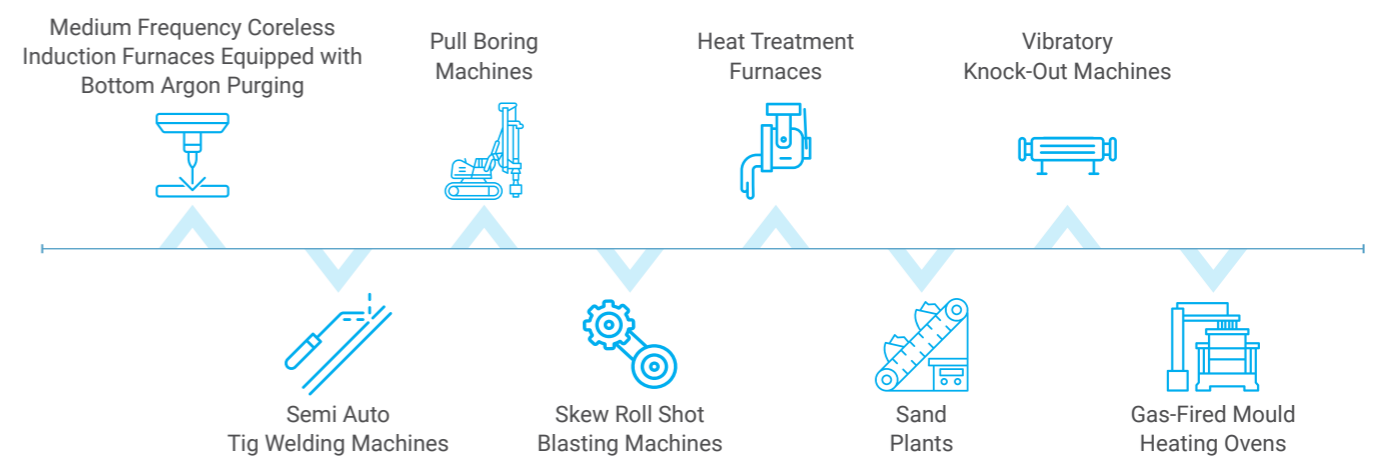 Medium Frequency Coreless
Induction Furnaces Equipped with
Bottom Argon Purging
Pull Boring
Machines
Heat Treatment
Furnaces
Vibratory
Knock-Out Machines
Semi Auto
Tig Welding Machines
Skew Roll Shot
Blasting Machines
Sand
Plants
Gas-Fired Mould
Heating Ovens